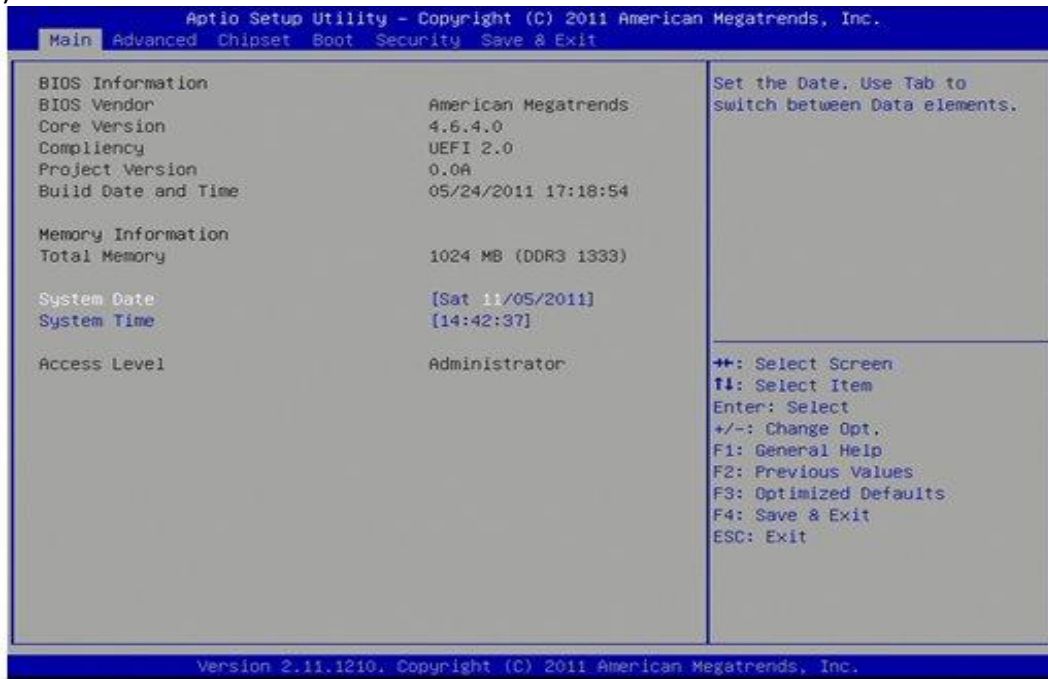 Aptio Setup Utility – Copyright (C) 2011 American Megatrends, Inc.
Main Advanced Chipset Boot Security Save & Exit
BIOS Information
BIOS Vendor American Megatrends
Core Version 4.6.4.0
Compliency UEFI 2.0
Project Version 0.0A
Build Date and Time 05/24/2011 17:18:54
Memory Information
Total Memory 1024 MB (DDR3 1333)
System Date [Sat 11/05/2011]
System Time [14:42:37]
Access Level Administrator
Set the Date. Use Tab to
switch between Data elements.
→←: Select Screen
↑↓: Select Item
Enter: Select
+/-: Change Opt.
F1: General Help
F2: Previous Values
F3: Optimized Defaults
F4: Save & Exit
ESC: Exit
Version 2.11.1210. Copyright (C) 2011 American Megatrends, Inc.